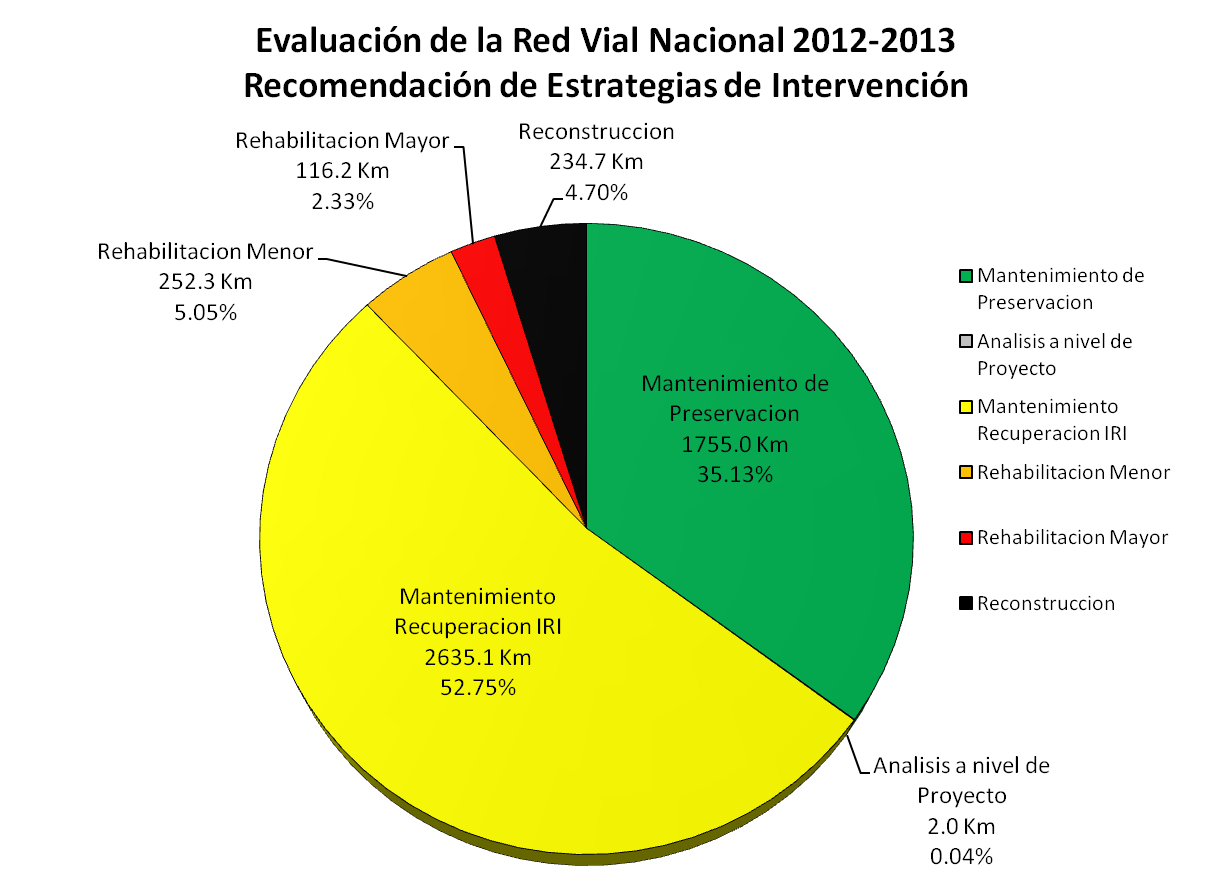 Evaluación de la Red Vial Nacional 2012-2013
Recomendación de Estrategias de Intervención
Rehabilitacion Mayor
116.2 Km
2.33%
Reconstruccion
234.7 Km
4.70%
Rehabilitacion Menor
252.3 Km
5.05%
Mantenimiento de
Preservacion
1755.0 Km
35.13%
Mantenimiento
Recuperacion IRI
2635.1 Km
52.75%
Analisis a nivel de
Proyecto
2.0 Km
0.04%
Mantenimiento de
Preservacion
Analisis a nivel de
Proyecto
Mantenimiento
Recuperacion IRI
Rehabilitacion Menor
Rehabilitacion Mayor
Reconstruccion